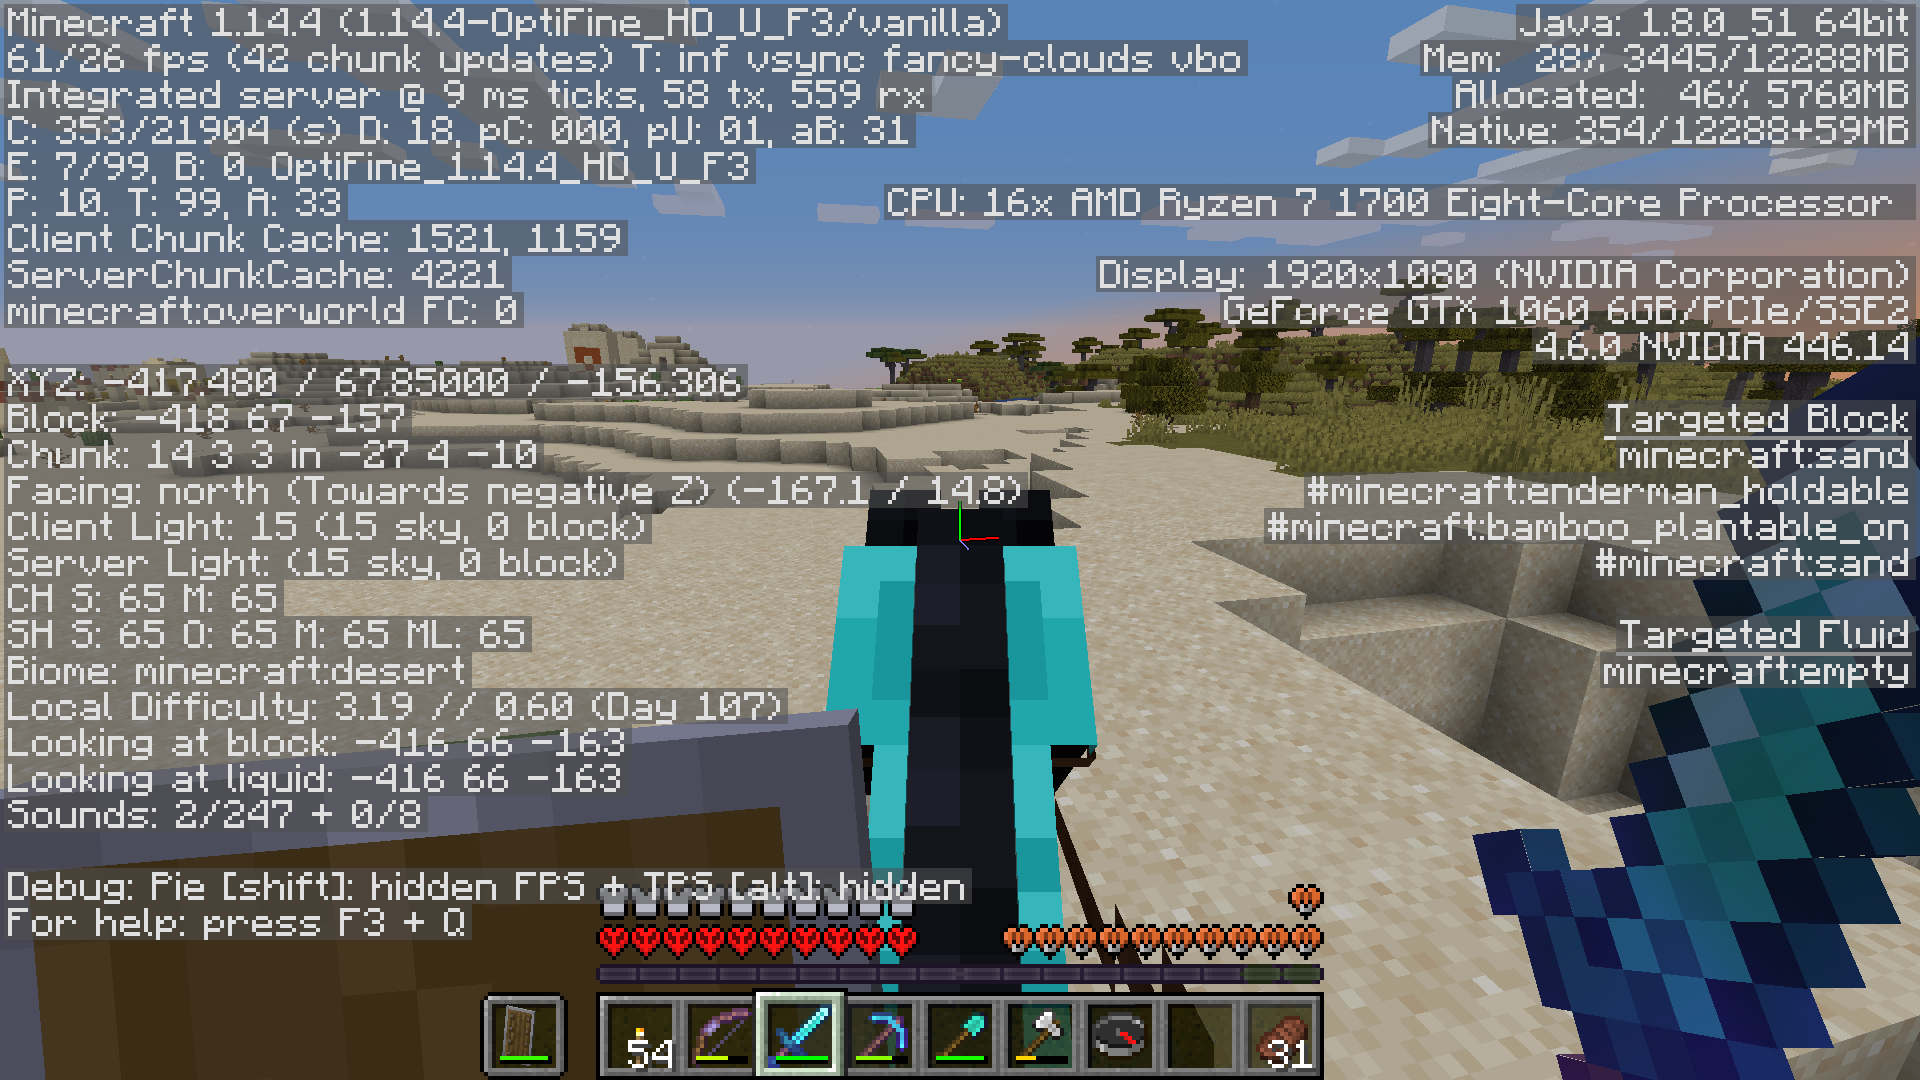 Minecraft 1.14.4 (1.14.4-OptiFine_HD_U_F3/vanilla)
61/26 fps (42 chunk updates) T: inf vsync fancy-clouds vbo
Integrated server @ 9 ms ticks, 58 tx, 559 rx
C: 353/21904 (s) D: 18, pC: 000, pU: 01, aB: 31
E: 7/99, B: 0, OptiFine_1.14.4_HD_U_F3
P: 10. T: 99, A: 33
Client Chunk Cache: 1521, 1159
ServerChunkCache: 4221
minecraft:overworld FC: 0
XYZ: -417.480 / 67.85000 / -156.306
Block: -418 67 -157
Chunk: 14 3 3 in -27 4 -10
Facing: north (Towards negative Z) (-167.1 / 14.8)
Client Light: 15 (15 sky, 0 block)
Server Light: (15 sky, 0 block)
CH S: 65 M: 65
SH S: 65 O: 65 M: 65 ML: 65
Biome: minecraft:desert
Local Difficulty: 3.19 // 0.60 (Day 107)
Looking at block: -416 66 -163
Looking at liquid: -416 66 -163
Sounds: 2/247 + 0/8
Debug: Pie [shift]: hidden FPS + TPS [alt]: hidden
For help: press F3 + Q
Java: 1.8.0_51 64bit
Mem: 28% 3445/12288MB
Allocated: 46% 5760MB
Native: 354/12288+59MB
CPU: 16x AMD Ryzen 7 1700 Eight-Core Processor
Display: 1920x1080 (NVIDIA Corporation)
GeForce GTX 1060 6GB/PCIe/SSE2
4.6.0 NVIDIA 446.14
Targeted Block
minecraft:sand
#minecraft:enderman_holdable
#minecraft:bamboo_plantable_on
#minecraft:sand
Targeted Fluid
minecraft:empty
54
31